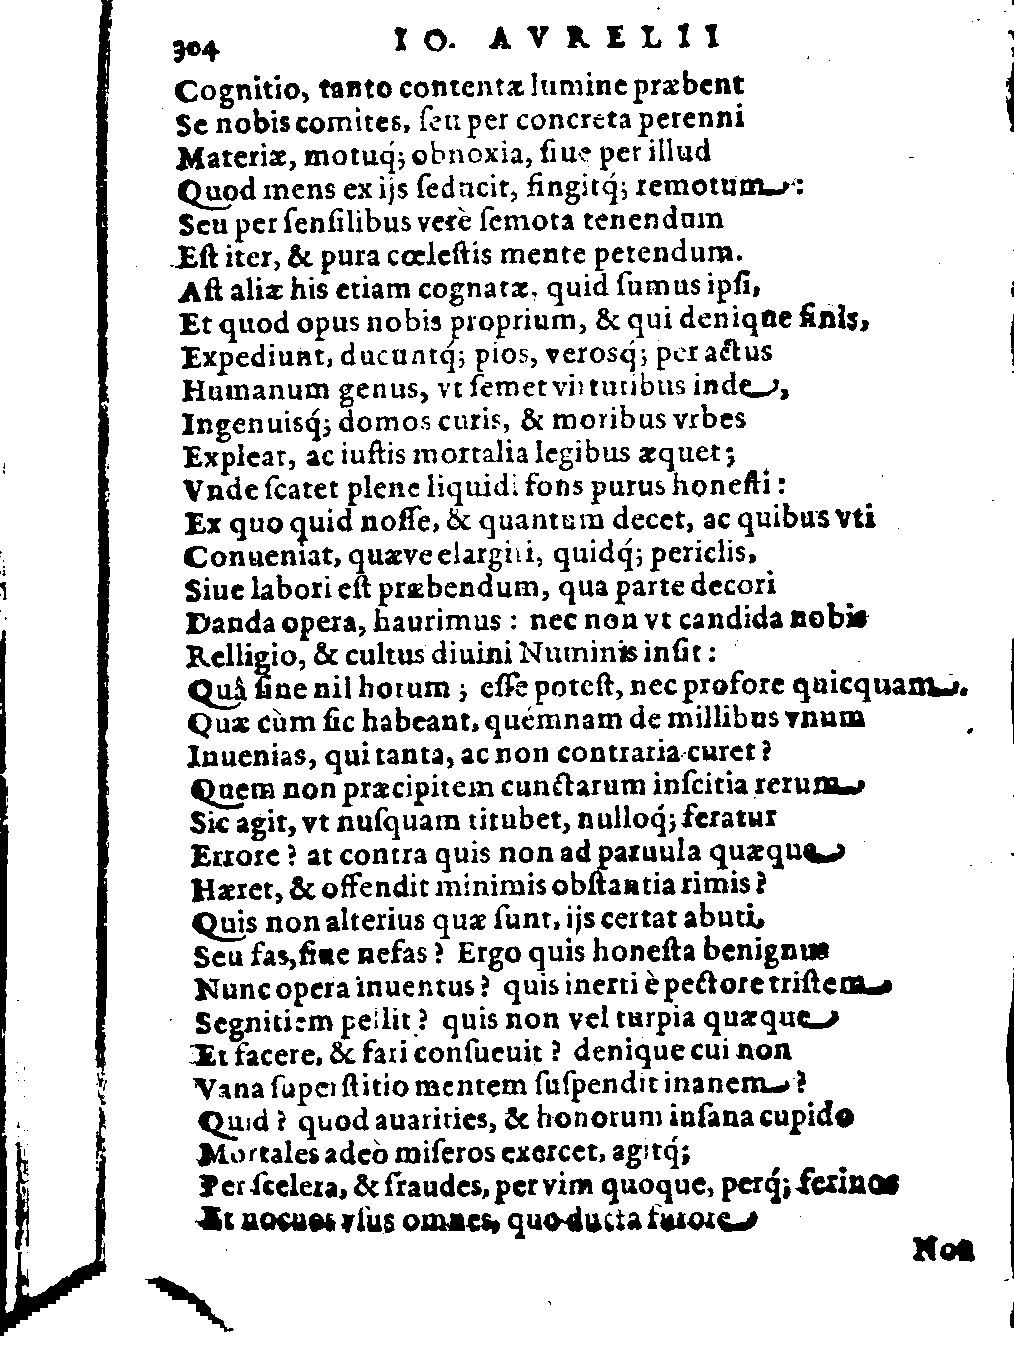 304 IO. AVRELII
Cognitio, tanto contentæ lumine præbent
Se nobis comites, ſeu per concreta perenni
Materiæ, motuq́; obnoxia, ſiue per illud
Quod mens ex ijs ſeducit, fingitq́; remotum :
Seu per ſenſilibus verè ſemota tenendum
Eſt iter, & pura cœleſtis mente petendum.
Aſt aliæ his etiam cognatæ, quid ſumus ipſi,
Et quod opus nobis proprium, & qui denique finis,
Expediunt, ducuntq́; pios, verosq́; per actus
Humanum genus, vt ſemet virtutibus inde,
Ingenuisq́; domos curis, & moribus vrbes
Expleat, ac iuſtis mortalia legibus æquet;
Vnde ſcatet plene liquidi fons purus honeſti :
Ex quo quid noſſe, & quantum decet, ac quibus vti
Conueniat, quæve elargiri, quidq́; periclis,
Siue labori eſt præbendum, qua parte decori
Danda opera, haurimus : nec non vt candida nobis
Relligio, & cultus diuini Numinis inſit :
Quâ ſine nil horum ; eſſe poteſt, nec profore quicquam.
Quæ cùm ſic habeant, quémnam de millibus vnum
Inuenias, qui tanta, ac non contraria curet ?
Quem non præcipitem cunctarum inſcitia rerum
Sic agit, vt nuſquam titubet, nulloq́; feratur
Errore ? at contra quis non ad paruula quæque
Hæret, & offendit minimis obſtantia rimis ?
Quis non alterius quæ ſunt, ijs certat abuti,
Seu fas, ſiue nefas ? Ergo quis honeſta benignus
Nunc opera inuentus ? quis inerti è pectore triſtem
Segnitiem pellit ? quis non vel turpia quæque
Et facere, & fari conſueuit ? denique cui non
Vana ſuperſtitio mentem ſuſpendit inanem ?
Quid ? quod auarities, & honorum inſana cupido
Mortales adeò miſeros exercet, agitq́;
Per ſcelera, & fraudes, per vim quoque, perq́; ferinos
Et nocuos vſus omnes, quo ducta furore
Non